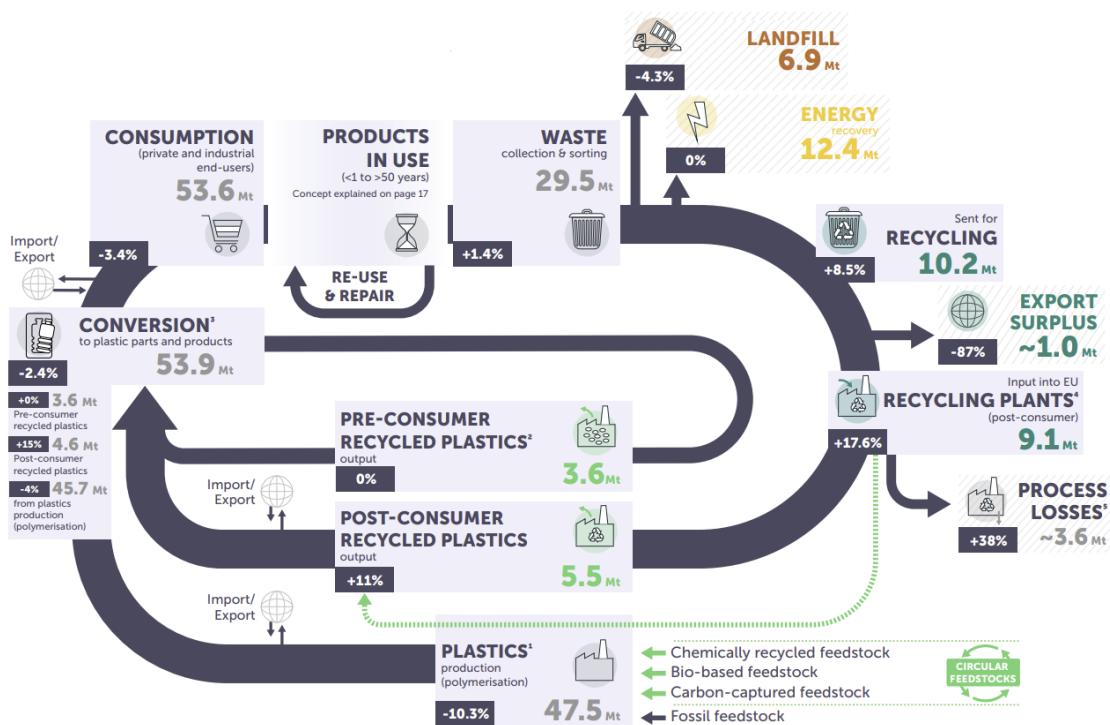 LANDFILL
6.9 Mt
-4.3%
ENERGY
recovery
12.4 Mt
0%
CONSUMPTION
(private and industrial
end-users)
53.6 Mt
-3.4%
PRODUCTS
IN USE
(<1 to >50 years)
Concept explained on page 17
RE-USE
& REPAIR
WASTE
collection & sorting
29.5 Mt
+1.4%
Sent for
RECYCLING
10.2 Mt
+8.5%
EXPORT
SURPLUS
~1.0 Mt
-87%
Import/
Export
CONVERSION³
to plastic parts and products
53.9 Mt
-2.4%
+0% 3.6 Mt
Pre-consumer
recycled plastics
+15% 4.6 Mt
Post-consumer
recycled plastics
-4% 45.7 Mt
from plastics
production
(polymerisation)
Input into EU
RECYCLING PLANTS⁴
(post-consumer)
9.1 Mt
+17.6%
PRE-CONSUMER
RECYCLED PLASTICS²
output
0%
3.6 Mt
PROCESS
LOSSES⁵
~3.6 Mt
+38%
Import/
Export
POST-CONSUMER
RECYCLED PLASTICS
output
+11%
5.5 Mt
Import/
Export
PLASTICS¹
production
(polymerisation)
-10.3%
47.5 Mt
Chemically recycled feedstock
Bio-based feedstock
Carbon-captured feedstock
Fossil feedstock
CIRCULAR
FEEDSTOCKS